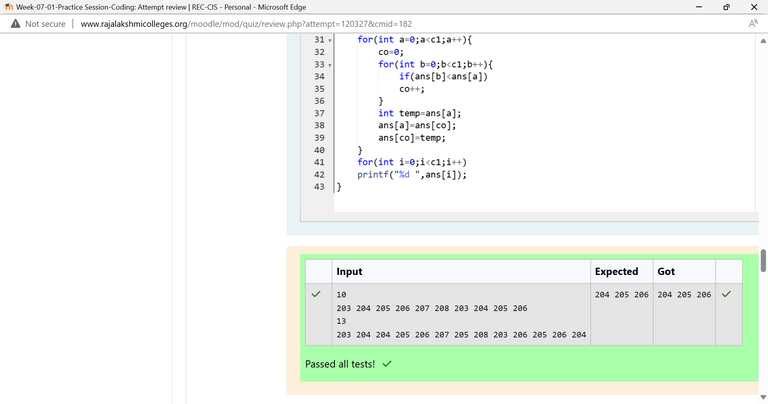 Week-07-01-Practice Session-Coding: Attempt review | REC-CIS - Personal - Microsoft Edge
Not secure | www.rajalakshmicolleges.org/moodle/mod/quiz/review.php?attempt=120327&cmid=182
31 for(int a=0;a<c1;a++){
32 co=0;
33 for(int b=0;b<c1;b++){
34 if(ans[b]<ans[a])
35 co++;
36 }
37 int temp=ans[a];
38 ans[a]=ans[co];
39 ans[co]=temp;
40 }
41 for(int i=0;i<c1;i++)
42 printf("%d ",ans[i]);
43 }
Input Expected Got
10 204 205 206 204 205 206
203 204 205 206 207 208 203 204 205 206
13
203 204 204 205 206 207 205 208 203 206 205 206 204
Passed all tests!